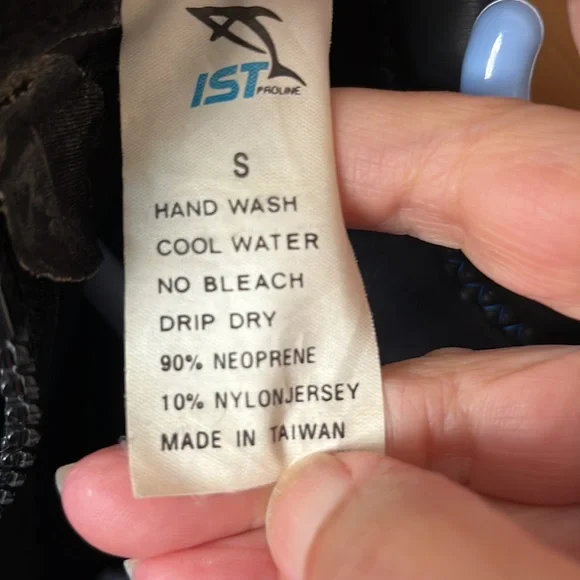 IST
PROLINE
S
HAND WASH
COOL WATER
NO BLEACH
DRIP DRY
90% NEOPRENE
10% NYLONJERSEY
MADE IN TAIWAN